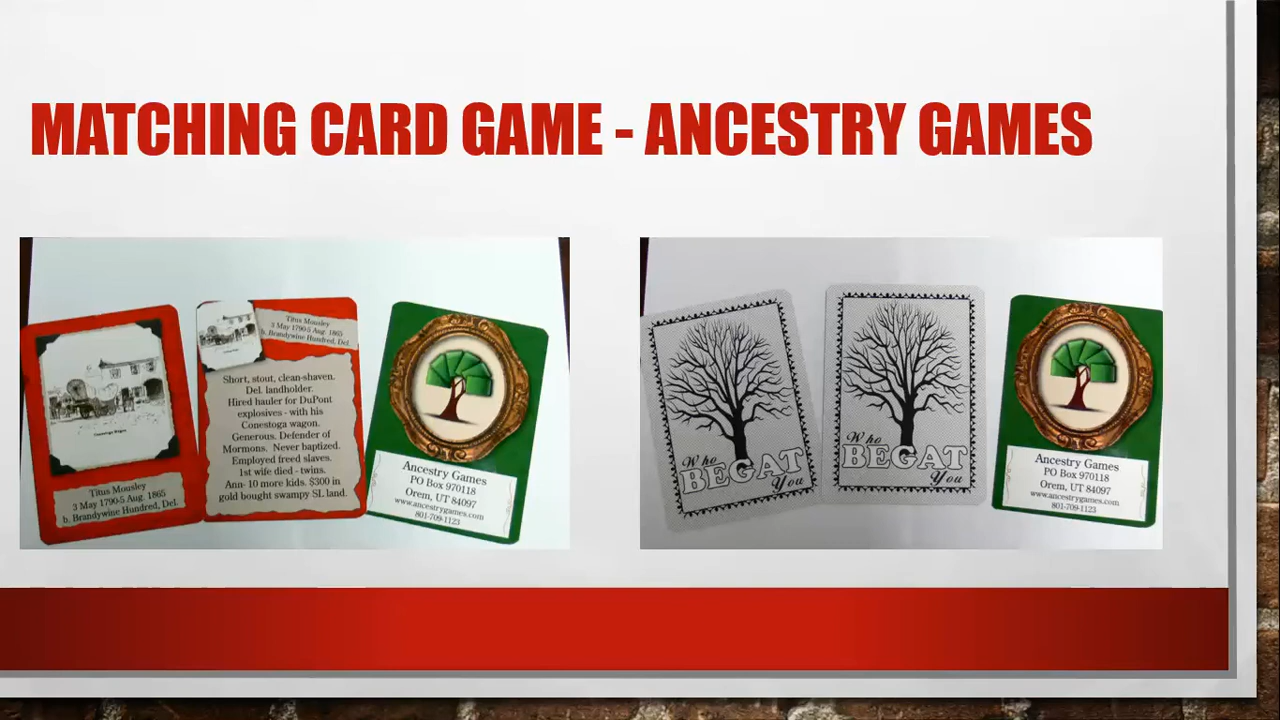 MATCHING CARD GAME - ANCESTRY GAMES
Conestoga Wagon
Titus Mousley
3 May 1790-5 Aug. 1865
b. Brandywine Hundred, Del.
Titus Mousley
3 May 1790-5 Aug. 1865
b. Brandywine Hundred, Del.
Short, stout, clean-shaven.
Del. landholder.
Hired hauler for DuPont
explosives - with his
Conestoga wagon.
Generous. Defender of
Mormons. Never baptized.
Employed freed slaves.
1st wife died - twins.
Ann- 10 more kids. $300 in
gold bought swampy SL land.
Ancestry Games
PO Box 970118
Orem, UT 84097
www.ancestrygames.com
801-709-1123
Who
BEGAT
You
Who
BEGAT
You
Ancestry Games
PO Box 970118
Orem, UT 84097
www.ancestrygames.com
801-709-1123